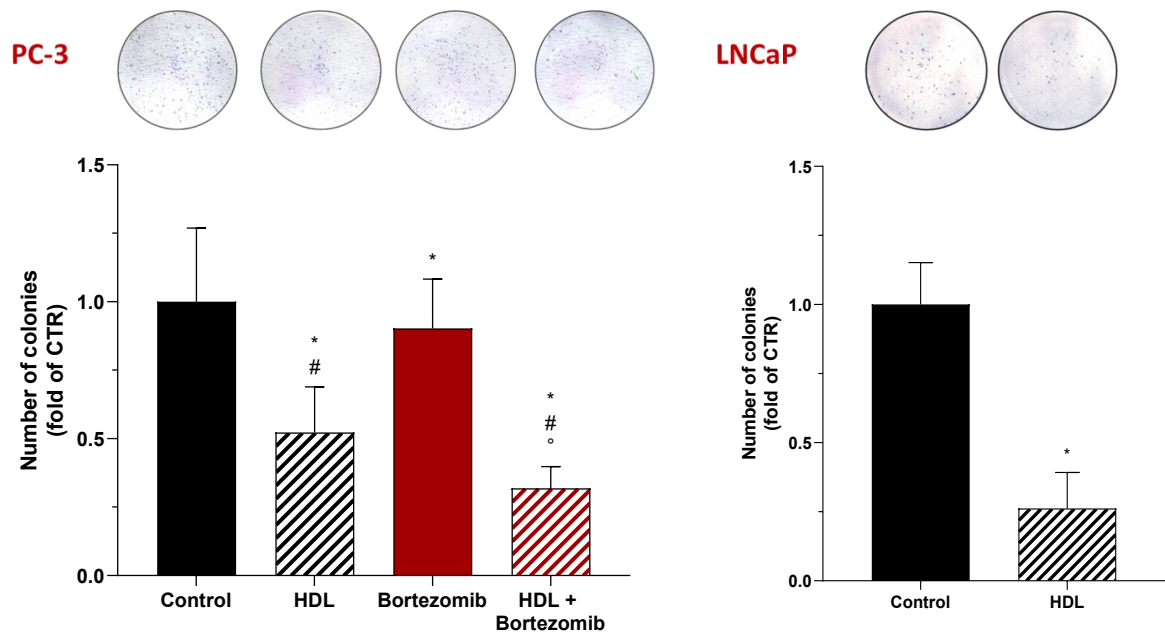 PC-3
LNCaP
Number of colonies
(fold of CTR)
1.5
1.0
0.5
0.0
*
#
*
*
#
°
Control
HDL
Bortezomib
HDL +
Bortezomib
Number of colonies
(fold of CTR)
1.5
1.0
0.5
0.0
*
Control
HDL